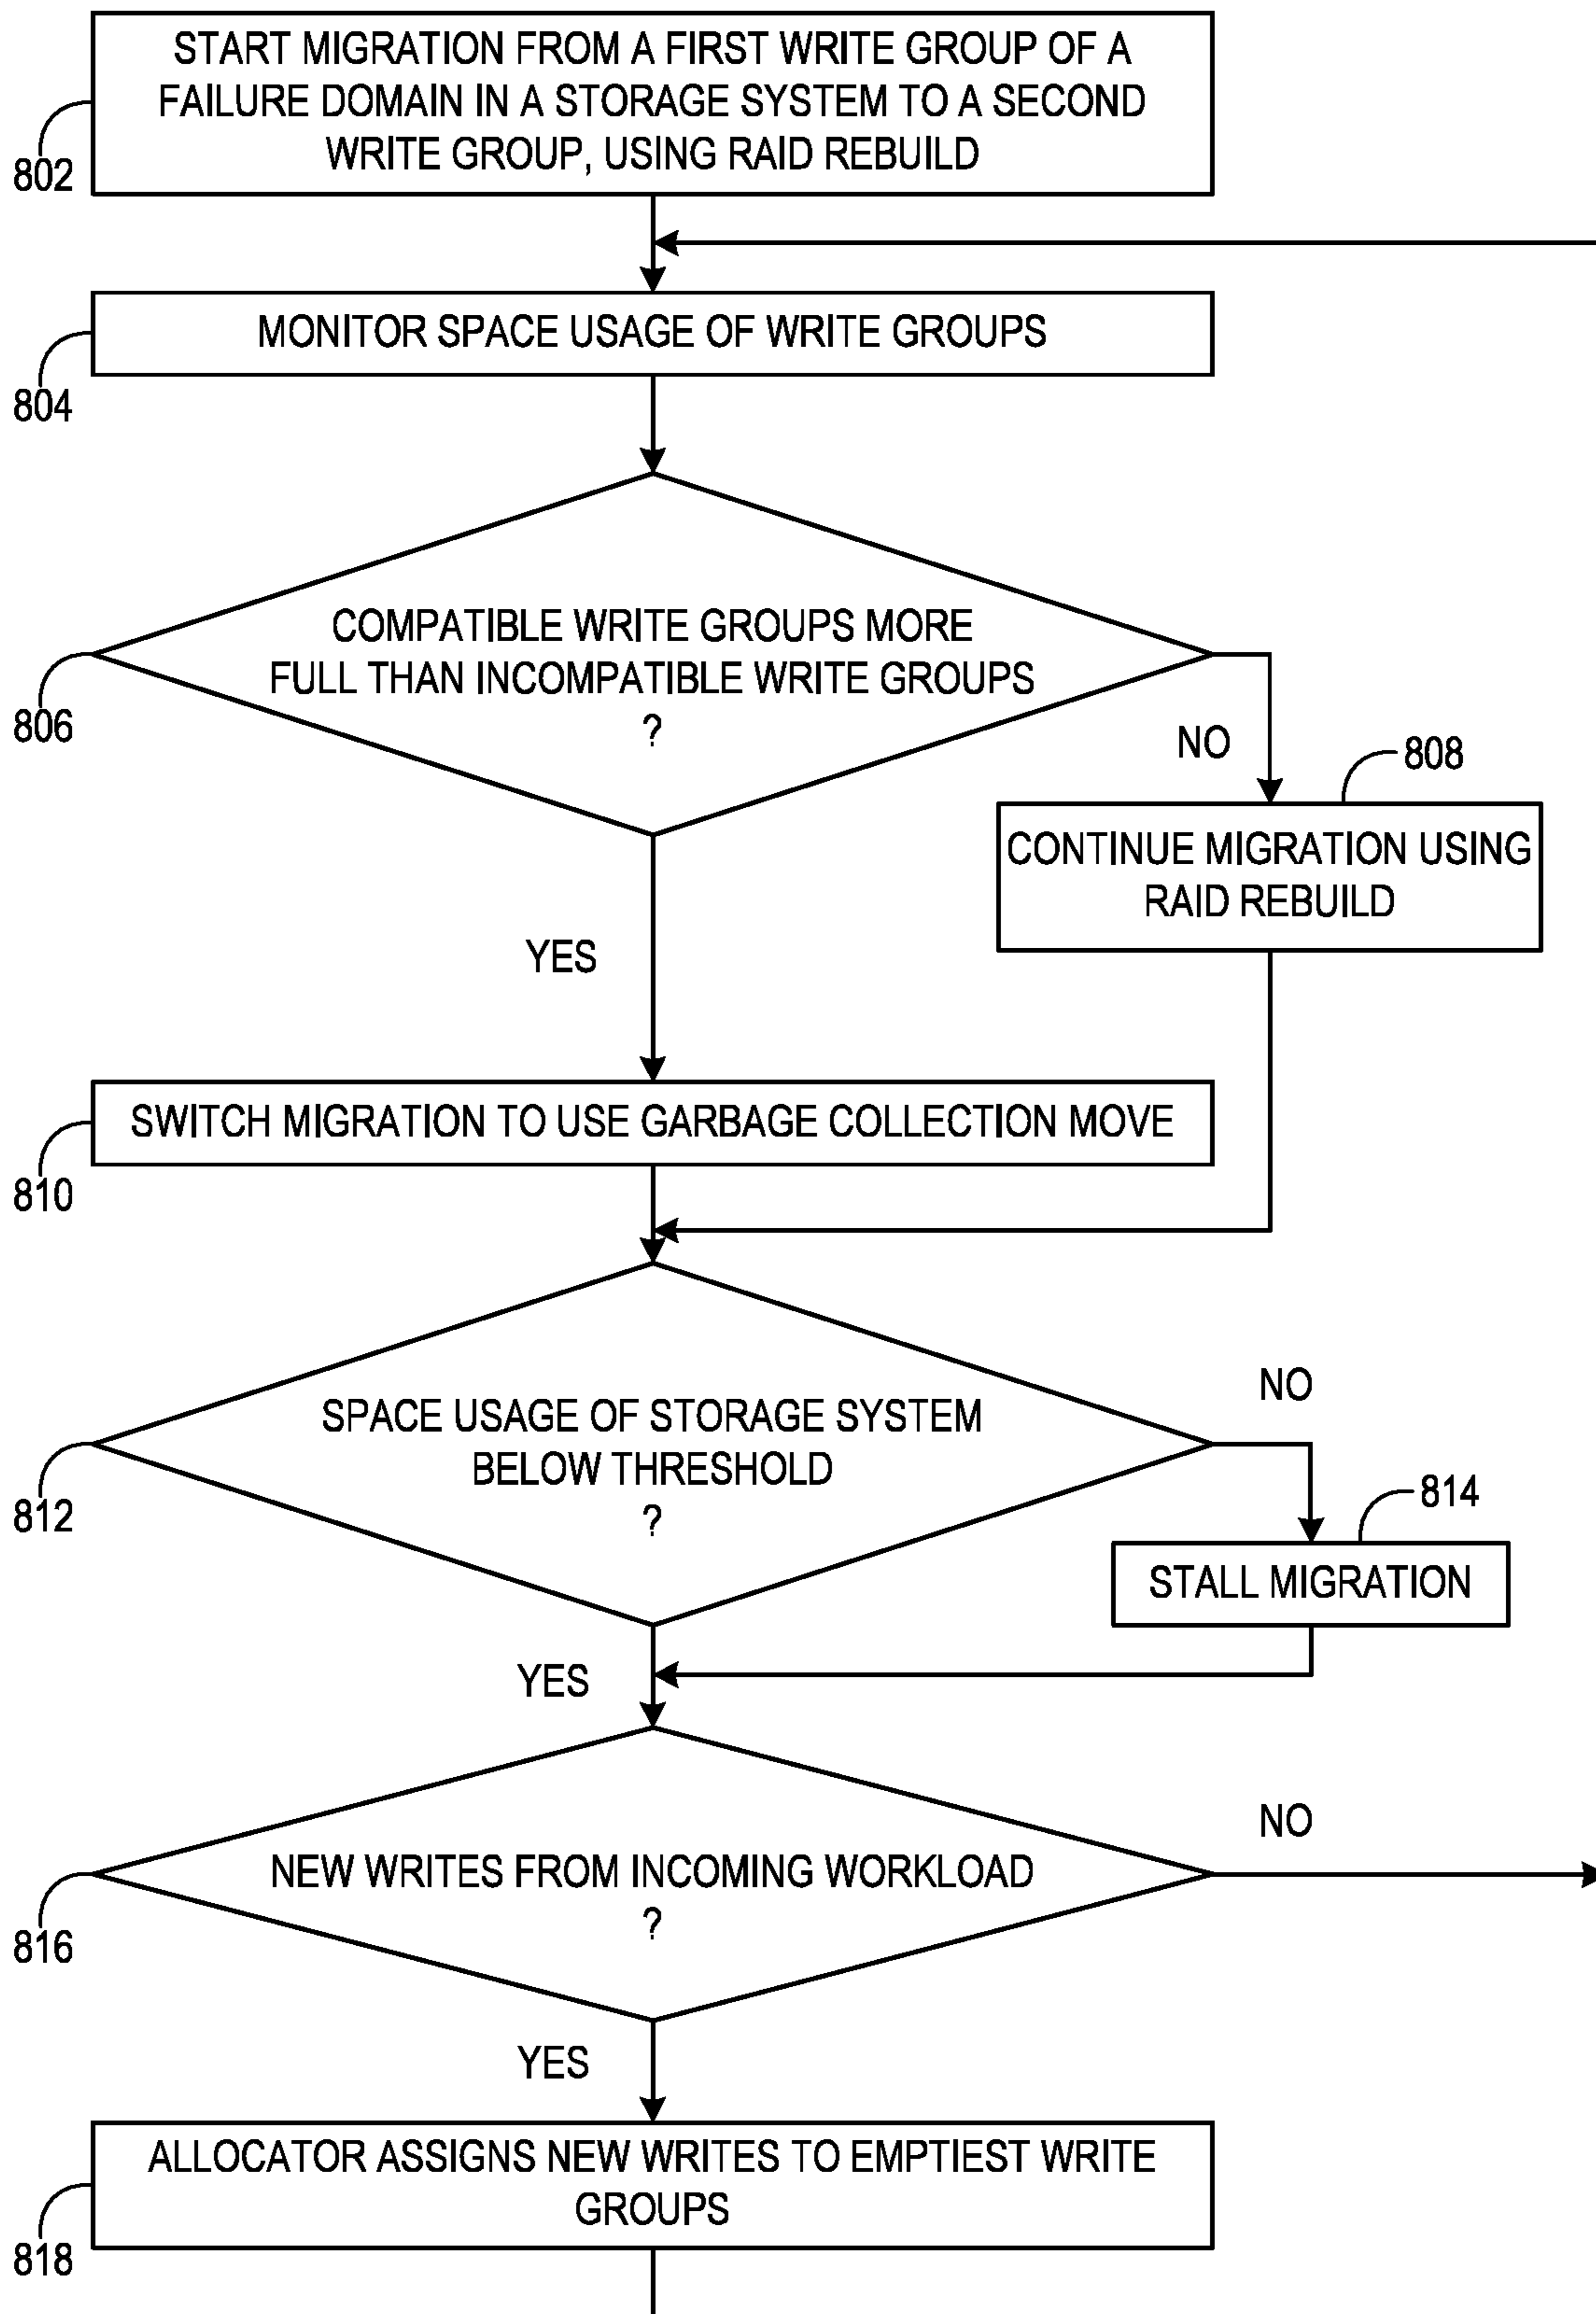 START MIGRATION FROM A FIRST WRITE GROUP OF A
FAILURE DOMAIN IN A STORAGE SYSTEM TO A SECOND
WRITE GROUP, USING RAID REBUILD
802
MONITOR SPACE USAGE OF WRITE GROUPS
804
COMPATIBLE WRITE GROUPS MORE
FULL THAN INCOMPATIBLE WRITE GROUPS
?
806
NO
808
CONTINUE MIGRATION USING
RAID REBUILD
YES
SWITCH MIGRATION TO USE GARBAGE COLLECTION MOVE
810
SPACE USAGE OF STORAGE SYSTEM
BELOW THRESHOLD
?
812
NO
814
STALL MIGRATION
YES
NEW WRITES FROM INCOMING WORKLOAD
?
816
NO
YES
ALLOCATOR ASSIGNS NEW WRITES TO EMPTIEST WRITE
GROUPS
818